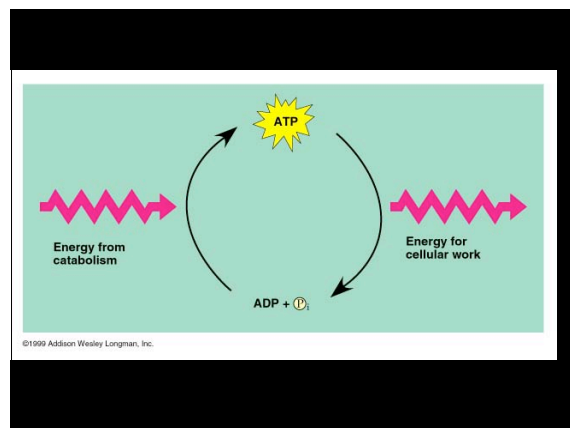 ATP
Energy from
catabolism
Energy for
cellular work
ADP + Pi
©1999 Addison Wesley Longman, Inc.